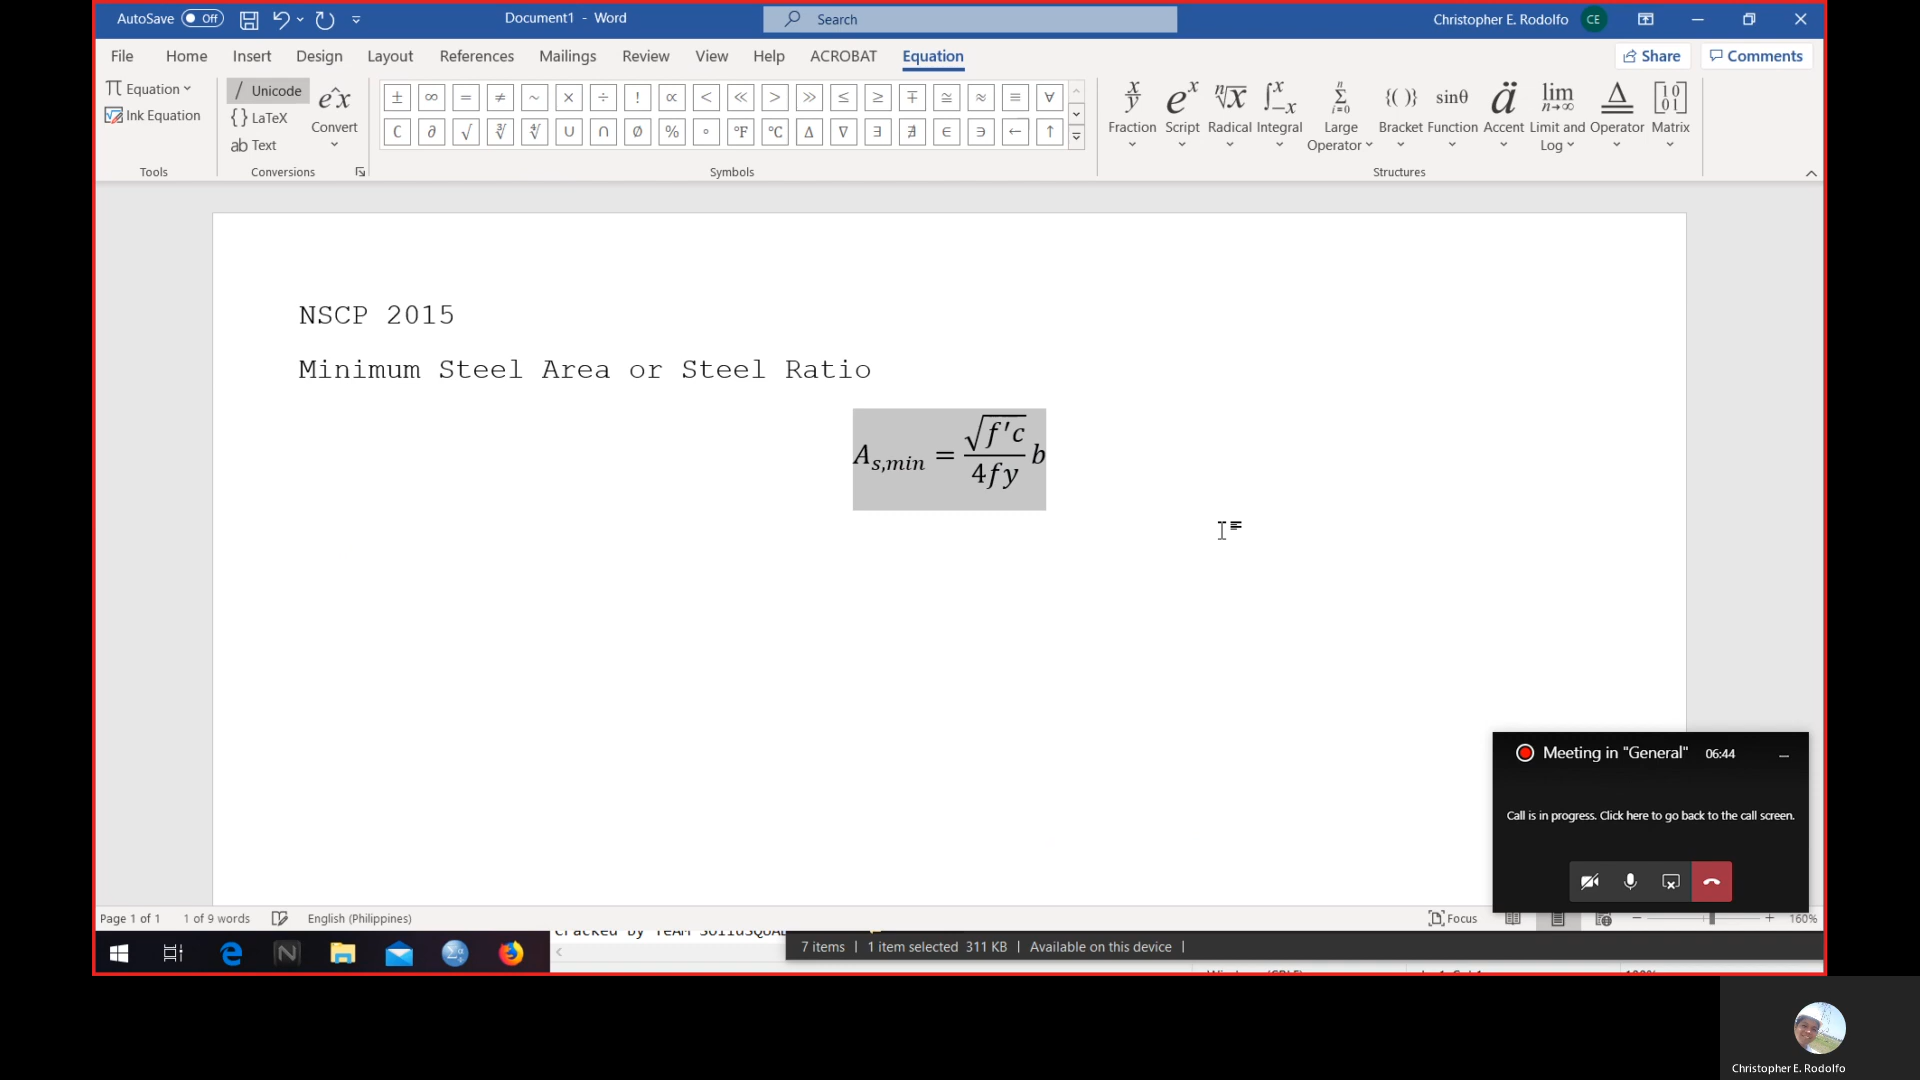 AutoSave Off Document1 - Word Search Christopher E. Rodolfo CE
File Home Insert Design Layout References Mailings Review View Help ACROBAT Equation Share Comments
π Equation
Ink Equation
Tools
/ Unicode
{} LaTeX
ab Text
Convert
Conversions
± ∞ = ≠ ~ × ÷ ! ∝ < ≪ > ≫ ≤ ≥ ∓ ≅ ≈ ≡ ∀
∁ ∂ √ ∛ ∜ ∪ ∩ ∅ % ° °F °C ∆ ∇ ∃ ∄ ∈ ∋ ← ↑
Symbols
Fraction Script Radical Integral Large Operator Bracket Function Accent Limit and Log Operator Matrix
Structures
NSCP 2015
Minimum Steel Area or Steel Ratio
A_{s,min} = √f'c / 4fy b
Meeting in "General" 06:44
Call is in progress. Click here to go back to the call screen.
Page 1 of 1 1 of 9 words English (Philippines) Focus 160%
7 items | 1 item selected 311 KB | Available on this device |
Christopher E. Rodolfo